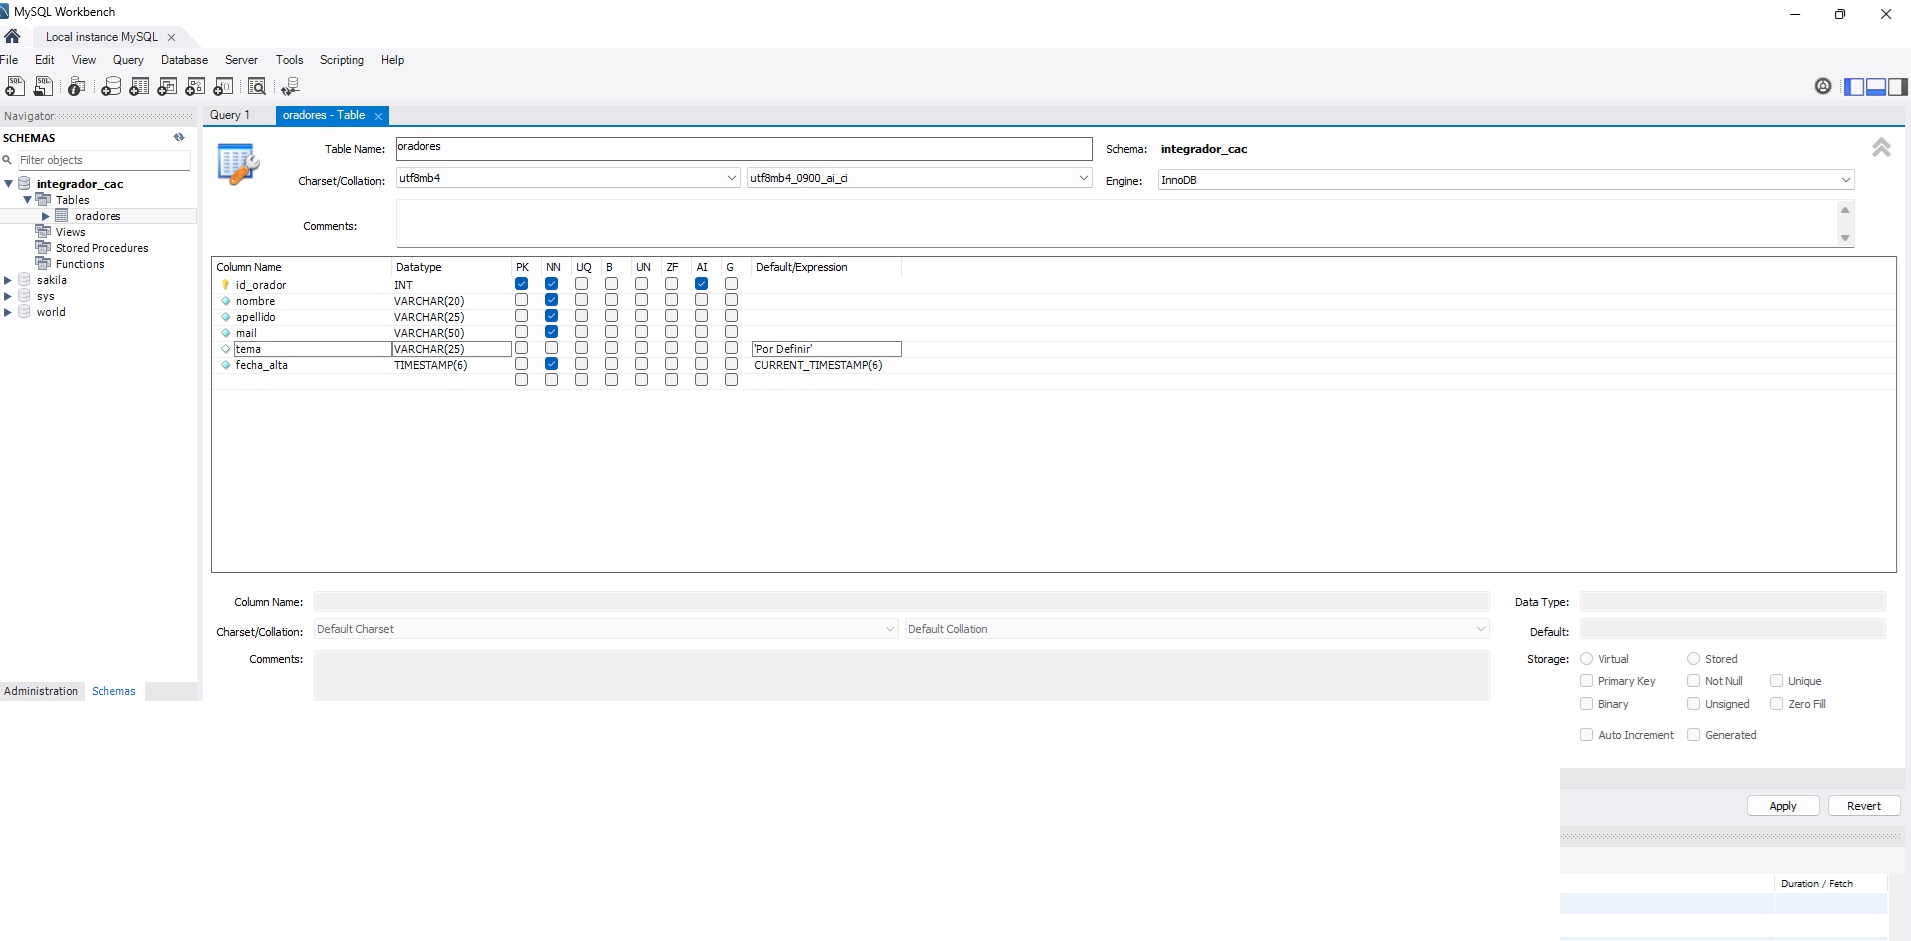 MySQL Workbench
Local instance MySQL
File Edit View Query Database Server Tools Scripting Help
Navigator
SCHEMAS
Filter objects
integrador_cac
Tables
oradores
Views
Stored Procedures
Functions
sakila
sys
world
Administration Schemas
Query 1 oradores - Table
Table Name: oradores Schema: integrador_cac
Charset/Collation: utf8mb4 utf8mb4_0900_ai_ci Engine: InnoDB
Comments:
Column Name Datatype PK NN UQ B UN ZF AI G Default/Expression
id_orador INT
nombre VARCHAR(20)
apellido VARCHAR(25)
mail VARCHAR(50)
tema VARCHAR(25) 'Por Definir'
fecha_alta TIMESTAMP(6) CURRENT_TIMESTAMP(6)
Column Name: Data Type:
Charset/Collation: Default Charset Default Collation Default:
Comments: Storage: Virtual Stored
Primary Key Not Null Unique
Binary Unsigned Zero Fill
Auto Increment Generated
Apply Revert
Duration / Fetch